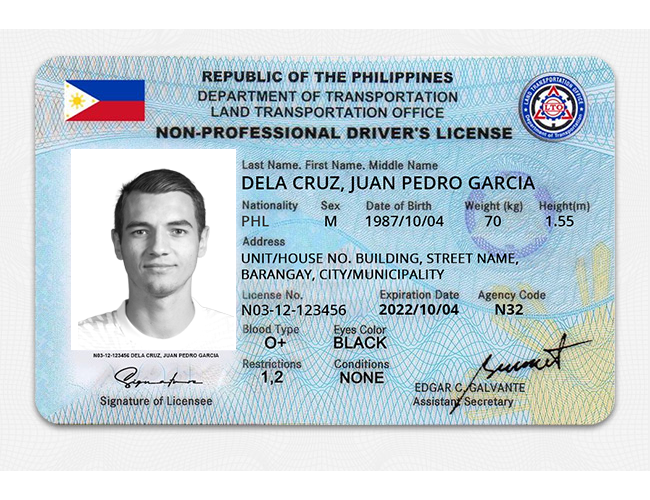 REPUBLIC OF THE PHILIPPINES
DEPARTMENT OF TRANSPORTATION
LAND TRANSPORTATION OFFICE
NON-PROFESSIONAL DRIVER'S LICENSE
LAND TRANSPORTATION OFFICE
LTO
Department of Transportation
Last Name. First Name. Middle Name
DELA CRUZ, JUAN PEDRO GARCIA
Nationality Sex Date of Birth Weight (kg) Height(m)
PHL M 1987/10/04 70 1.55
Address
UNIT/HOUSE NO. BUILDING, STREET NAME,
BARANGAY, CITY/MUNICIPALITY
License No. Expiration Date Agency Code
N03-12-123456 2022/10/04 N32
Blood Type Eyes Color
O+ BLACK
Restrictions Conditions
1,2 NONE
N03-12-123456 DELA CRUZ, JUAN PEDRO GARCIA
Signature
Signature of Licensee
EDGAR C. GALVANTE
Assistant Secretary